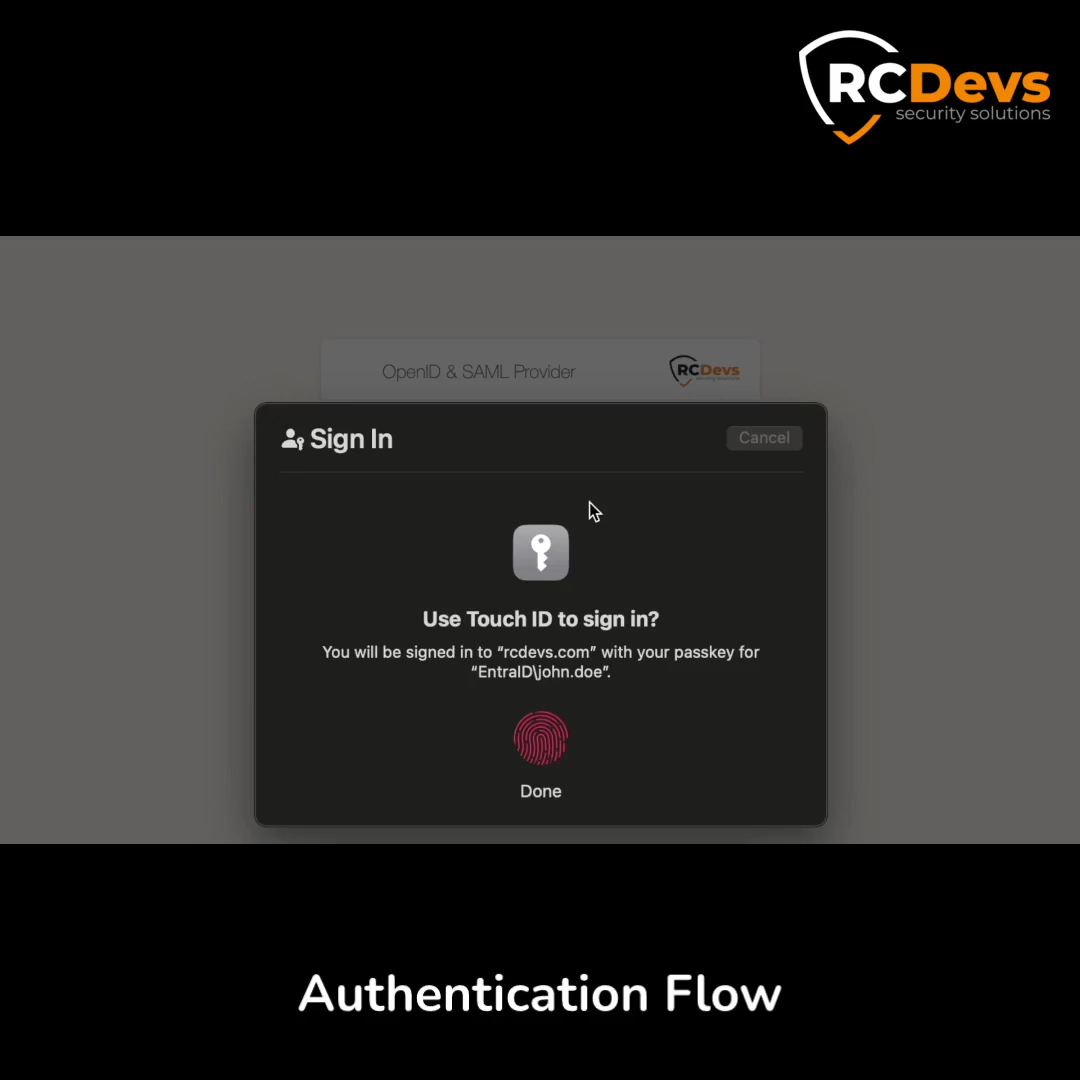 RCDevs
security solutions
OpenID & SAML Provider
RCDevs
Sign In
Cancel
Use Touch ID to sign in?
You will be signed in to “rcdevs.com” with your passkey for
“EntraID\john.doe”.
Done
Authentication Flow